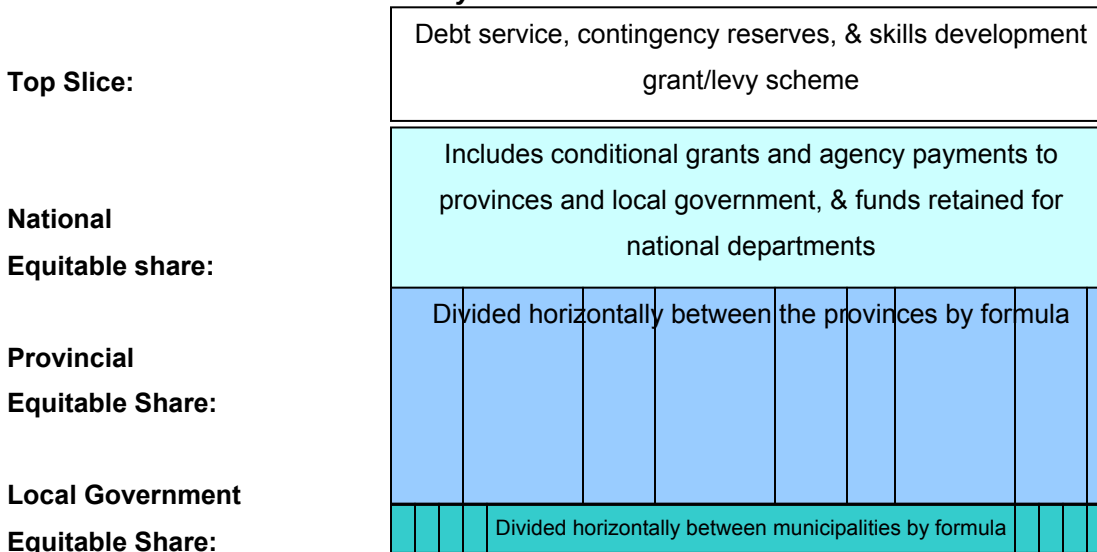 Debt service, contingency reserves, & skills development
Top Slice:
grant/levy scheme
Includes conditional grants and agency payments to
provinces and local government, & funds retained for
National
national departments
Equitable share:
Divided horizontally between the provinces by formula
Provincial
Equitable Share:
Local Government
Divided horizontally between municipalities by formula
Equitable Share: